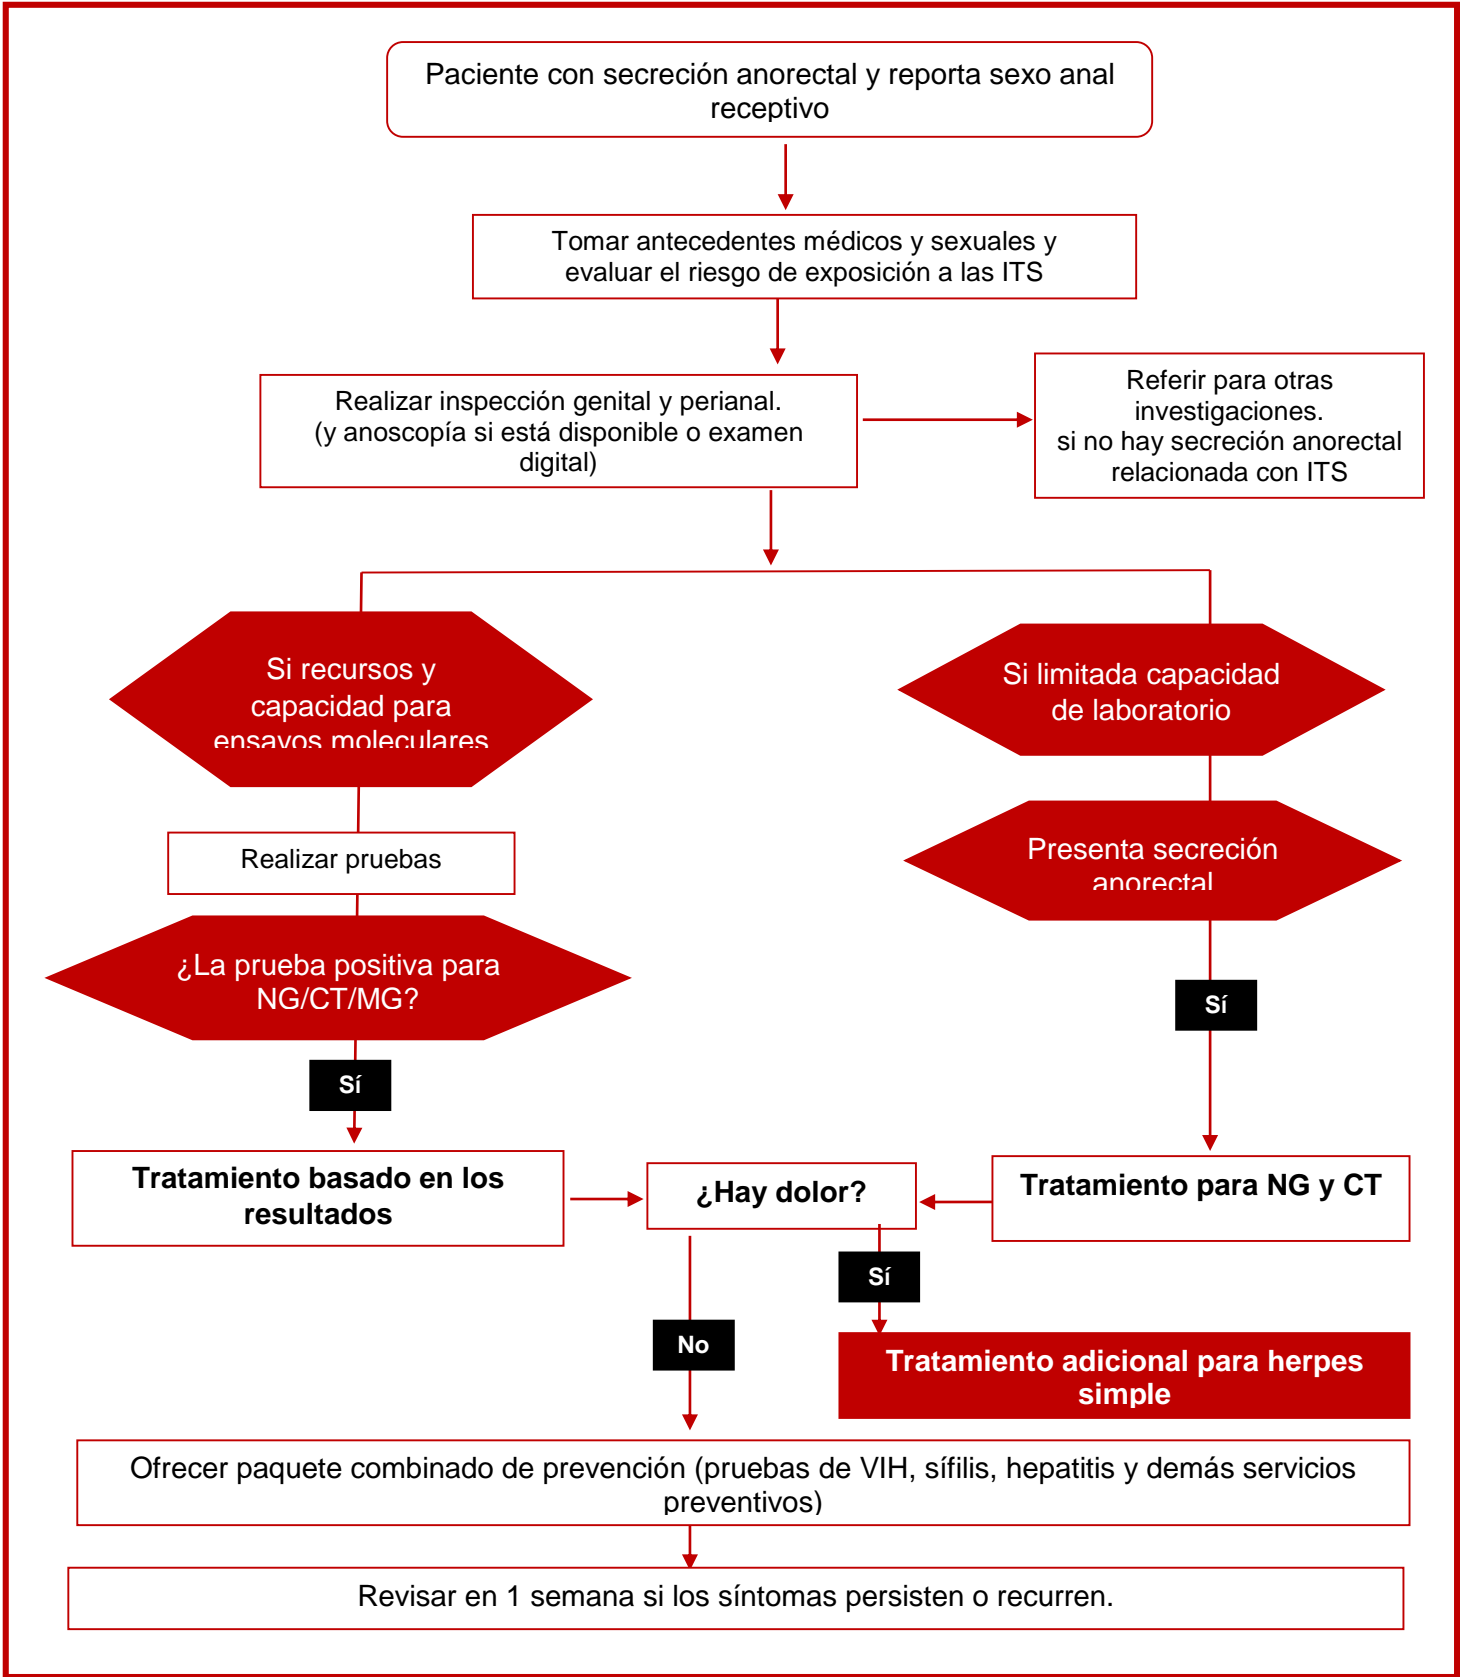 Paciente con secreción anorectal y reporta sexo anal
receptivo
Tomar antecedentes médicos y sexuales y
evaluar el riesgo de exposición a las ITS
Realizar inspección genital y perianal.
(y anoscopía si está disponible o examen
digital)
Referir para otras
investigaciones.
si no hay secreción anorectal
relacionada con ITS
Si recursos y
capacidad para
ensayos moleculares
Si limitada capacidad
de laboratorio
Realizar pruebas
Presenta secreción
anorectal
¿La prueba positiva para
NG/CT/MG?
Sí
Sí
Tratamiento basado en los
resultados
¿Hay dolor?
Tratamiento para NG y CT
Sí
No
Tratamiento adicional para herpes
simple
Ofrecer paquete combinado de prevención (pruebas de VIH, sífilis, hepatitis y demás servicios
preventivos)
Revisar en 1 semana si los síntomas persisten o recurren.